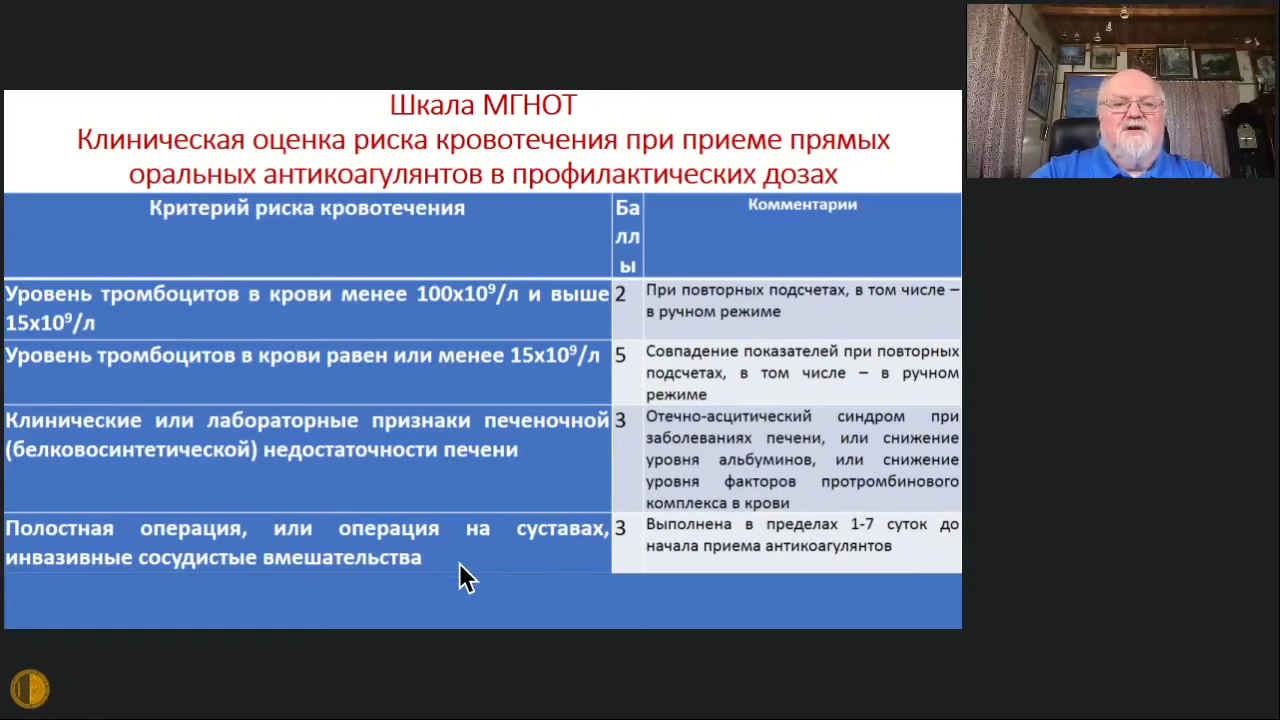 Шкала МГНОТ
Клиническая оценка риска кровотечения при приеме прямых
оральных антикоагулянтов в профилактических дозах
Критерий риска кровотечения
Ба
лл
ы
Комментарии
Уровень тромбоцитов в крови менее 100х10⁹/л и выше
15х10⁹/л
2
При повторных подсчетах, в том числе –
в ручном режиме
Уровень тромбоцитов в крови равен или менее 15х10⁹/л
5
Совпадение показателей при повторных
подсчетах, в том числе – в ручном
режиме
Клинические или лабораторные признаки печеночной
(белковосинтетической) недостаточности печени
3
Отечно-асцитический синдром при
заболеваниях печени, или снижение
уровня альбуминов, или снижение
уровня факторов протромбинового
комплекса в крови
Полостная операция, или операция на суставах,
инвазивные сосудистые вмешательства
3
Выполнена в пределах 1-7 суток до
начала приема антикоагулянтов